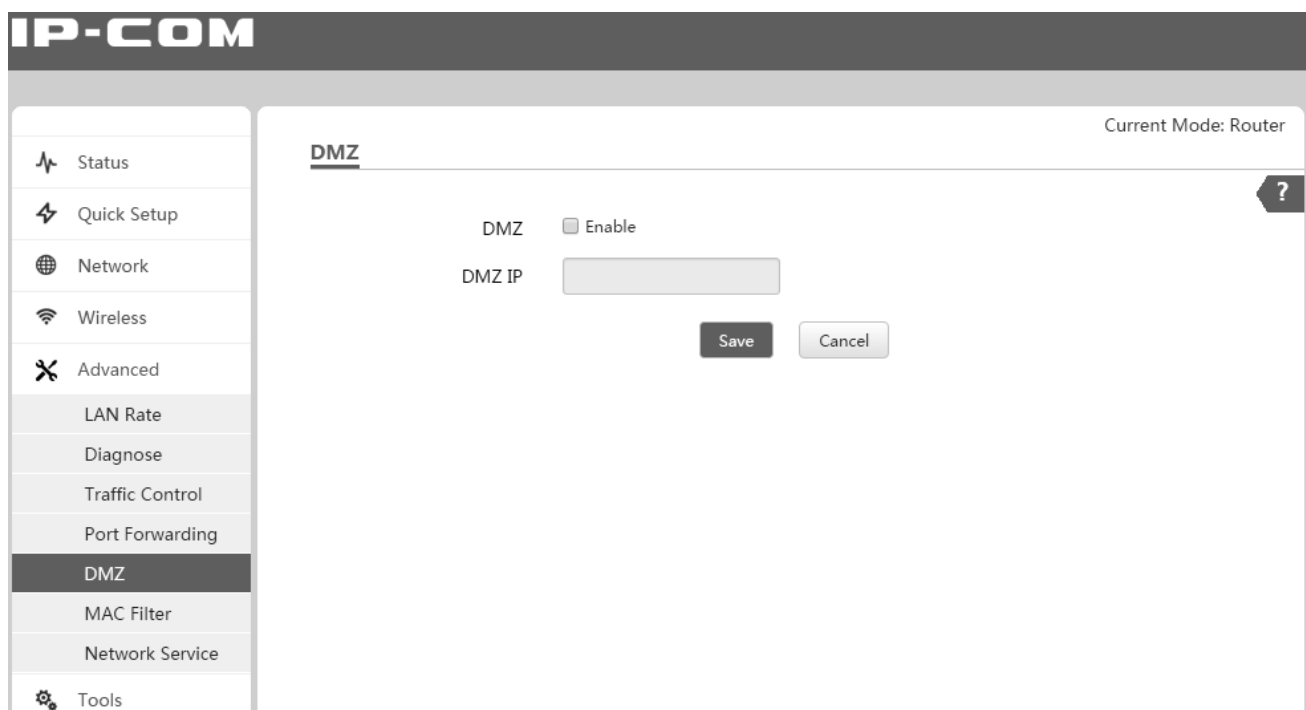 IP-COM
Current Mode: Router
Status
Quick Setup
Network
Wireless
Advanced
LAN Rate
Diagnose
Traffic Control
Port Forwarding
DMZ
MAC Filter
Network Service
Tools
DMZ
?
DMZ Enable
DMZ IP
Save Cancel